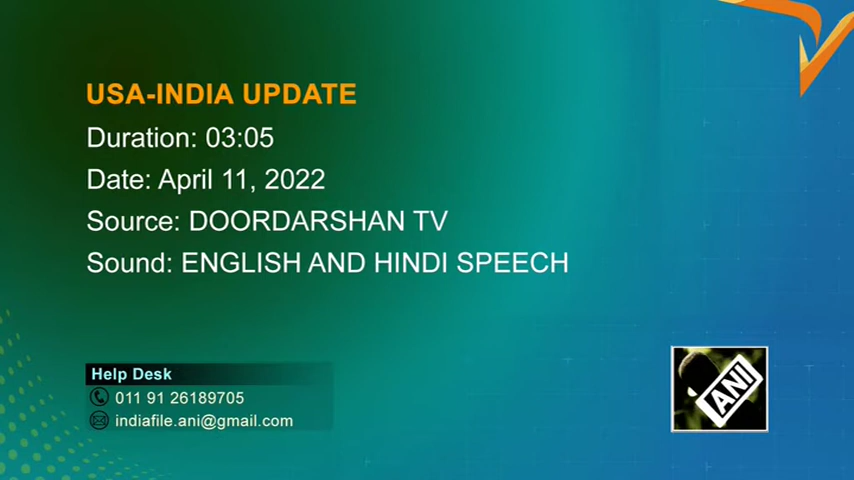 USA-INDIA UPDATE
Duration: 03:05
Date: April 11, 2022
Source: DOORDARSHAN TV
Sound: ENGLISH AND HINDI SPEECH
Help Desk
011 91 26189705
indiafile.ani@gmail.com
ANI